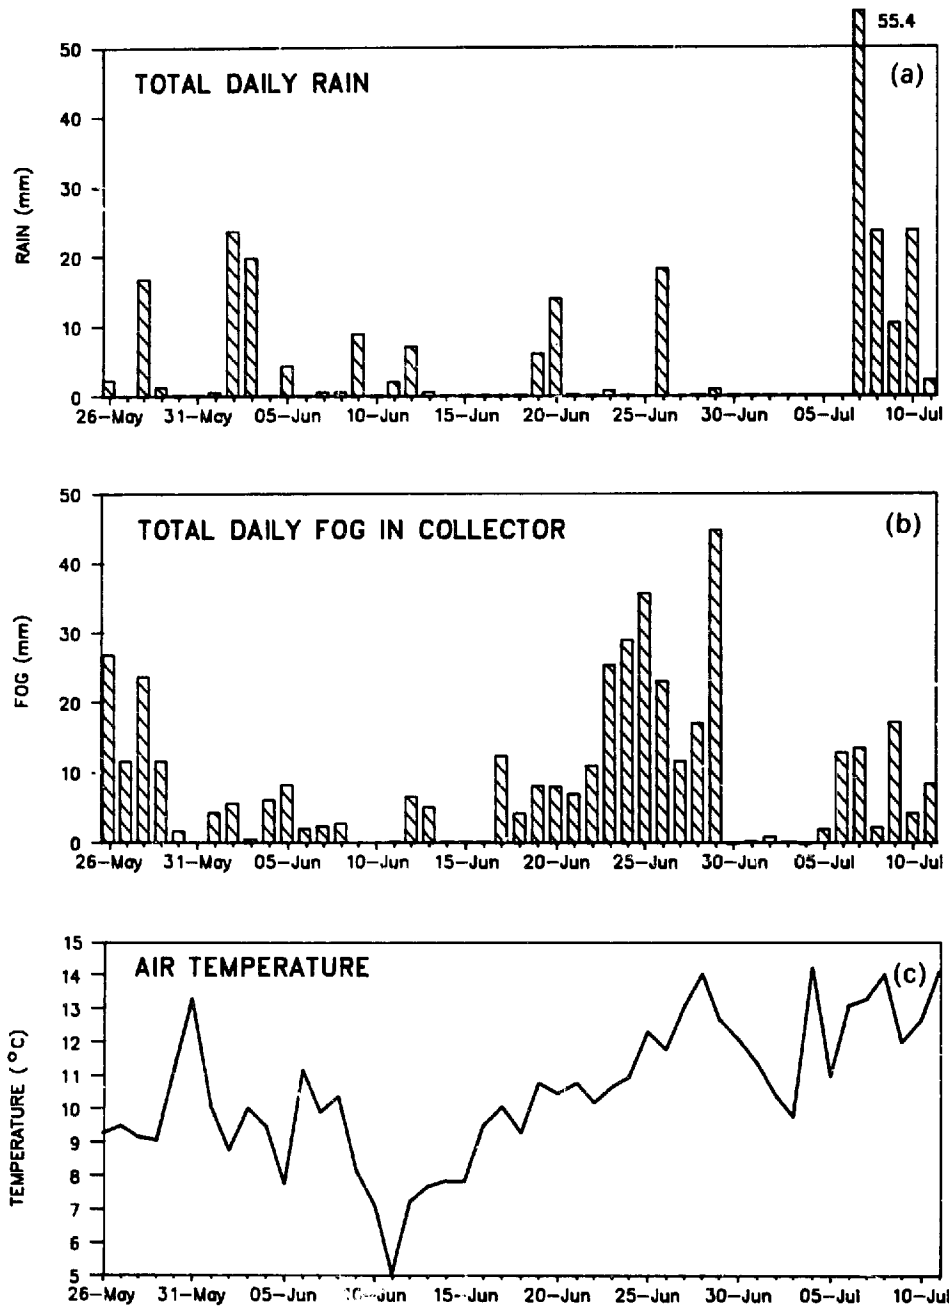 55.4
50
TOTAL DAILY RAIN (a)
40
30
RAIN (mm)
20
10
0
26-May 31-May 05-Jun 10-Jun 15-Jun 20-Jun 25-Jun 30-Jun 05-Jul 10-Jul
50
TOTAL DAILY FOG IN COLLECTOR (b)
40
30
FOG (mm)
20
10
0
26-May 31-May 05-Jun 10-Jun 15-Jun 20-Jun 25-Jun 30-Jun 05-Jul 10-Jul
15
AIR TEMPERATURE (c)
14
13
12
11
TEMPERATURE (°C)
10
9
8
7
6
5
26-May 31-May 05-Jun 10-Jun 15-Jun 20-Jun 25-Jun 30-Jun 05-Jul 10-Jul